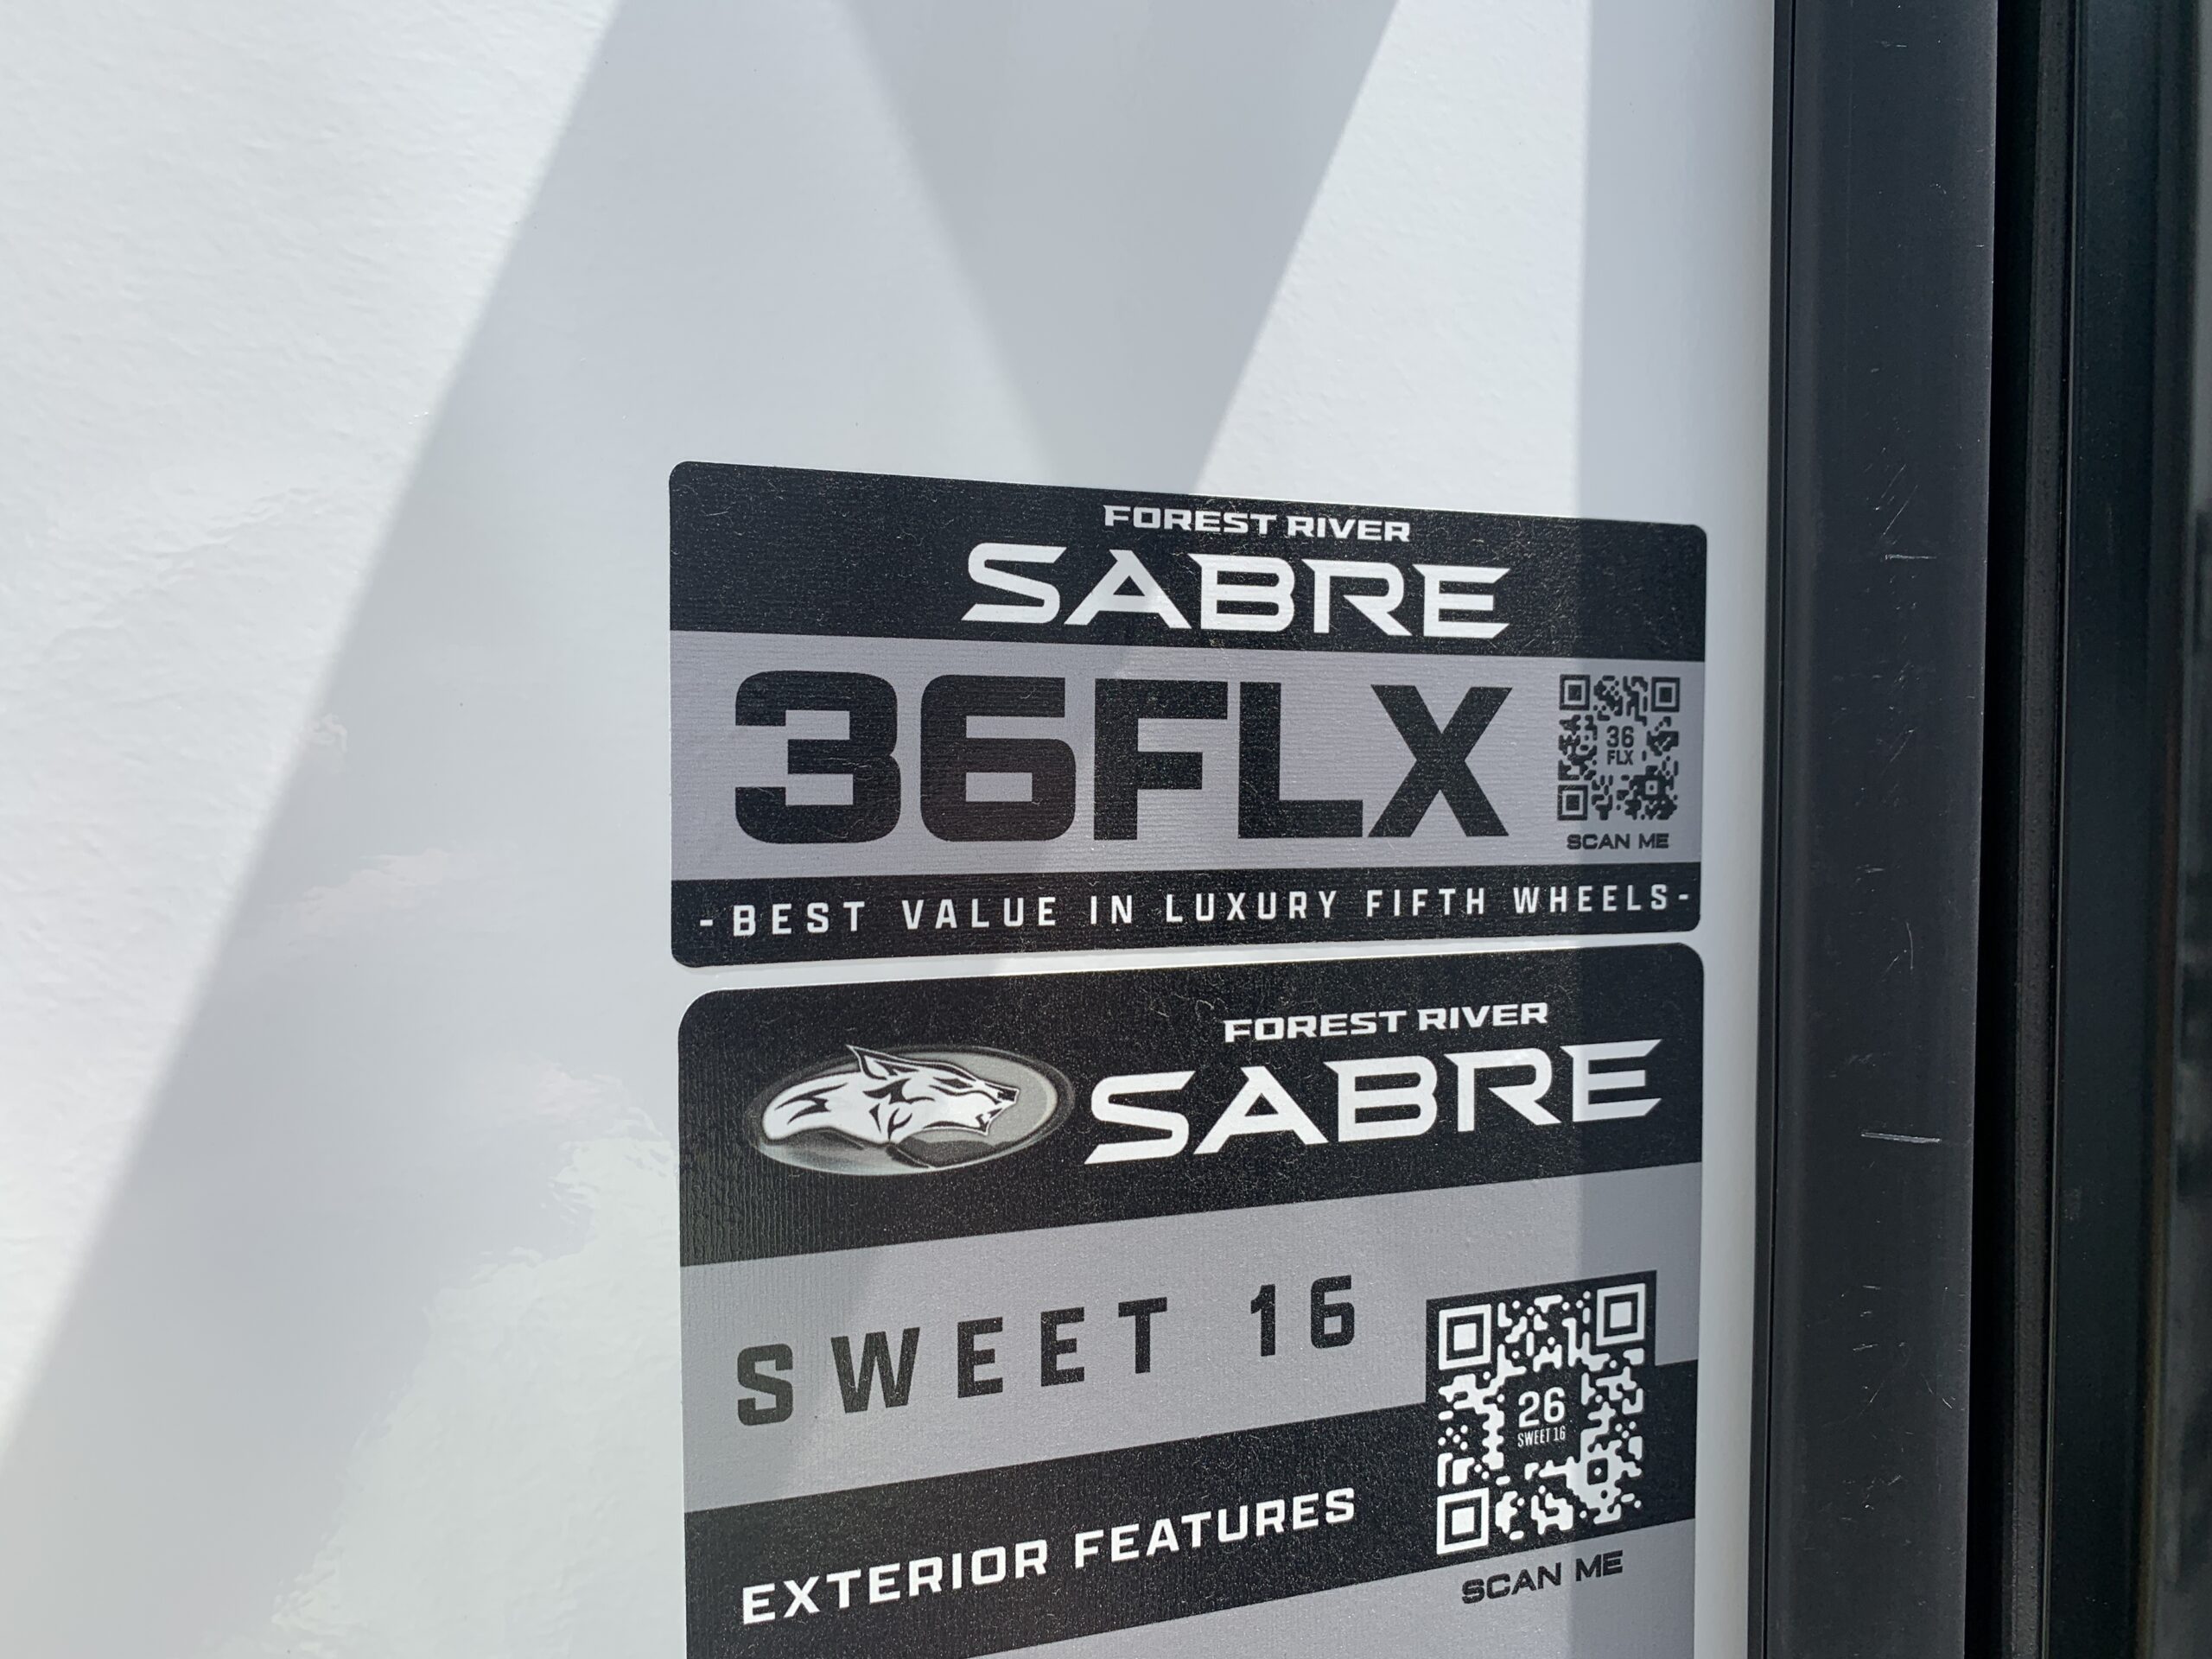 FOREST RIVER
SABRE
36FLX
36
FLX
SCAN ME
-BEST VALUE IN LUXURY FIFTH WHEELS-
FOREST RIVER
SABRE
SWEET 16
26
SWEET 16
EXTERIOR FEATURES
SCAN ME